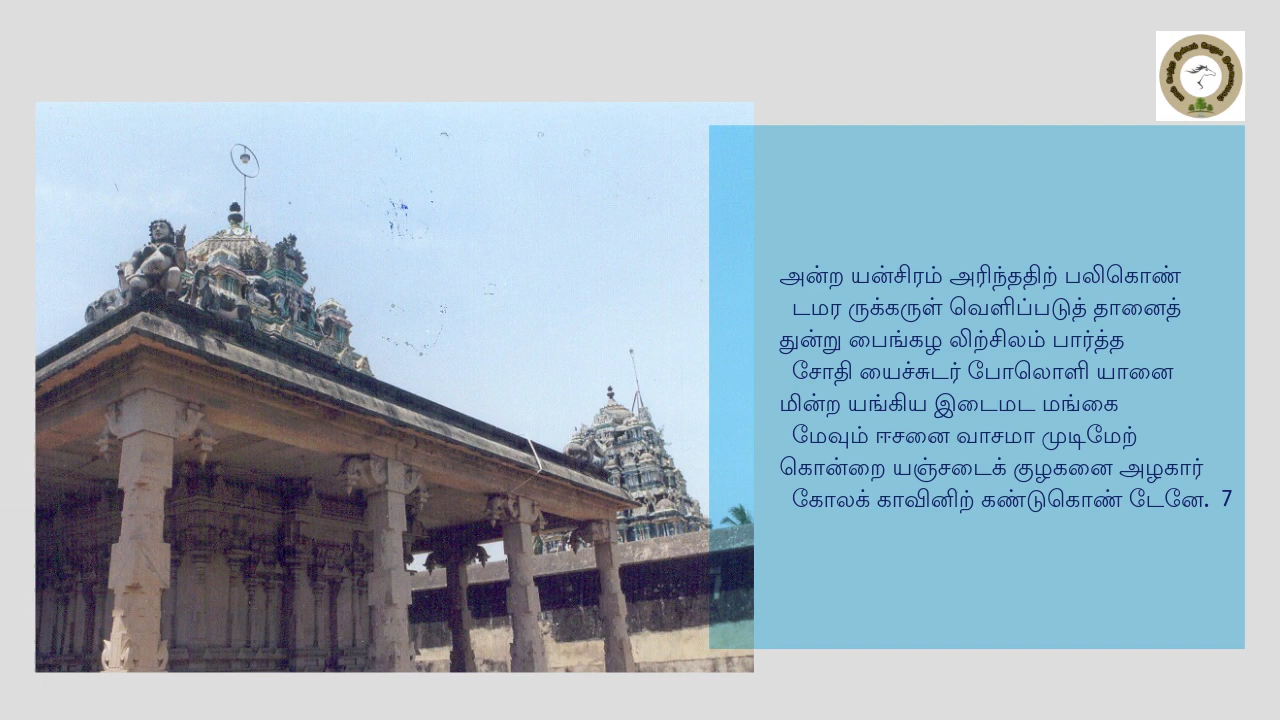 அன்ற யன்சிரம் அரிந்ததிற் பலிகொண்
டமர ருக்கருள் வெளிப்படுத் தானைத்
துன்று பைங்கழ லிற்சிலம் பார்த்த
சோதி யைச்சுடர் போலொளி யானை
மின்ற யங்கிய இடைமட மங்கை
மேவும் ஈசனை வாசமா முடிமேற்
கொன்றை யஞ்சடைக் குழகனை அழகார்
கோலக் காவினிற் கண்டுகொண் டேனே. 7